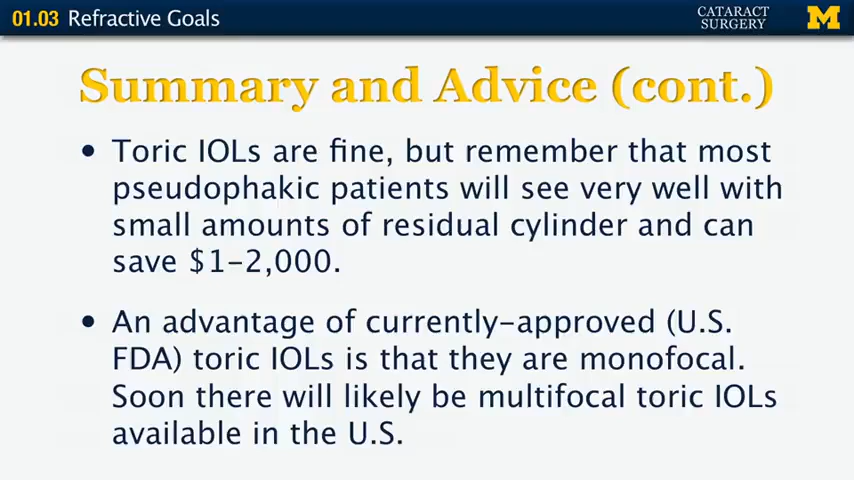 01.03 Refractive Goals
CATARACT
SURGERY
M
Summary and Advice (cont.)
• Toric IOLs are fine, but remember that most
pseudophakic patients will see very well with
small amounts of residual cylinder and can
save $1–2,000.
• An advantage of currently-approved (U.S.
FDA) toric IOLs is that they are monofocal.
Soon there will likely be multifocal toric IOLs
available in the U.S.